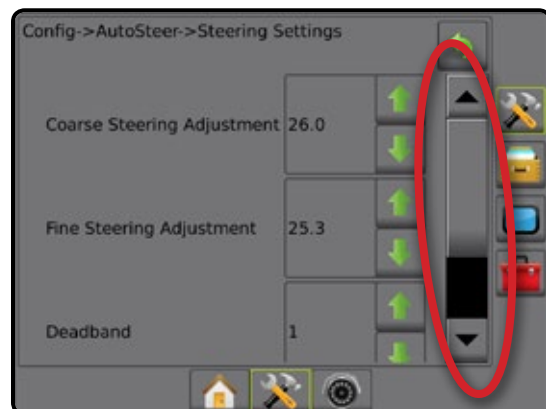 Config->AutoSteer->Steering Settings
Coarse Steering Adjustment 26.0
Fine Steering Adjustment 25.3
Deadband 1